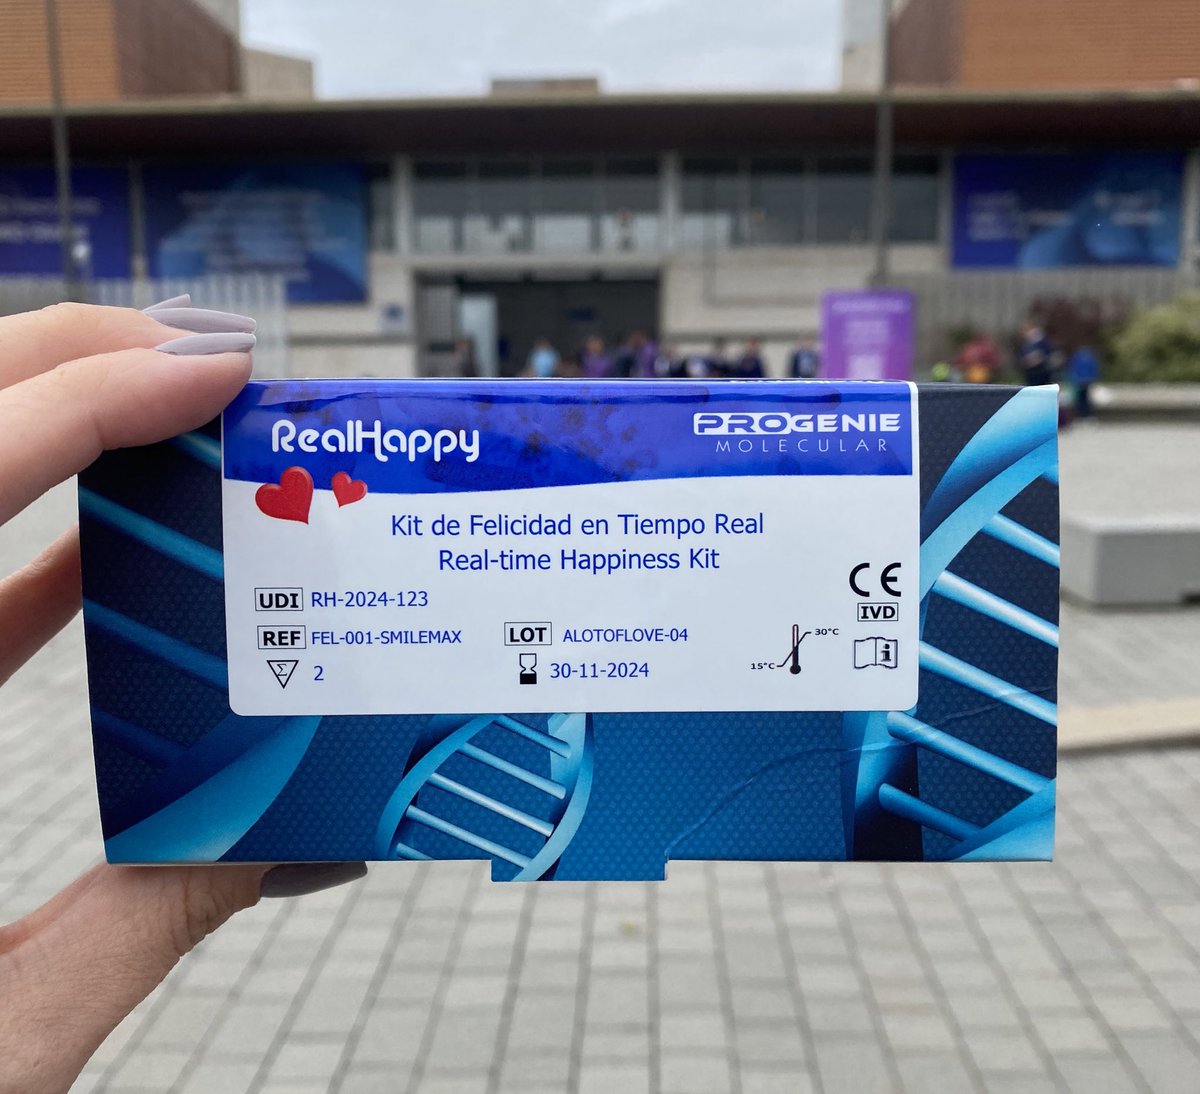 RealHappy
PROGENIE
MOLECULAR
Kit de Felicidad en Tiempo Real
Real-time Happiness Kit
CE
UDI RH-2024-123
IVD
REF FEL-001-SMILEMAX LOT ALOTOFLOVE-04
30°C
15°C
i
Σ 2 30-11-2024